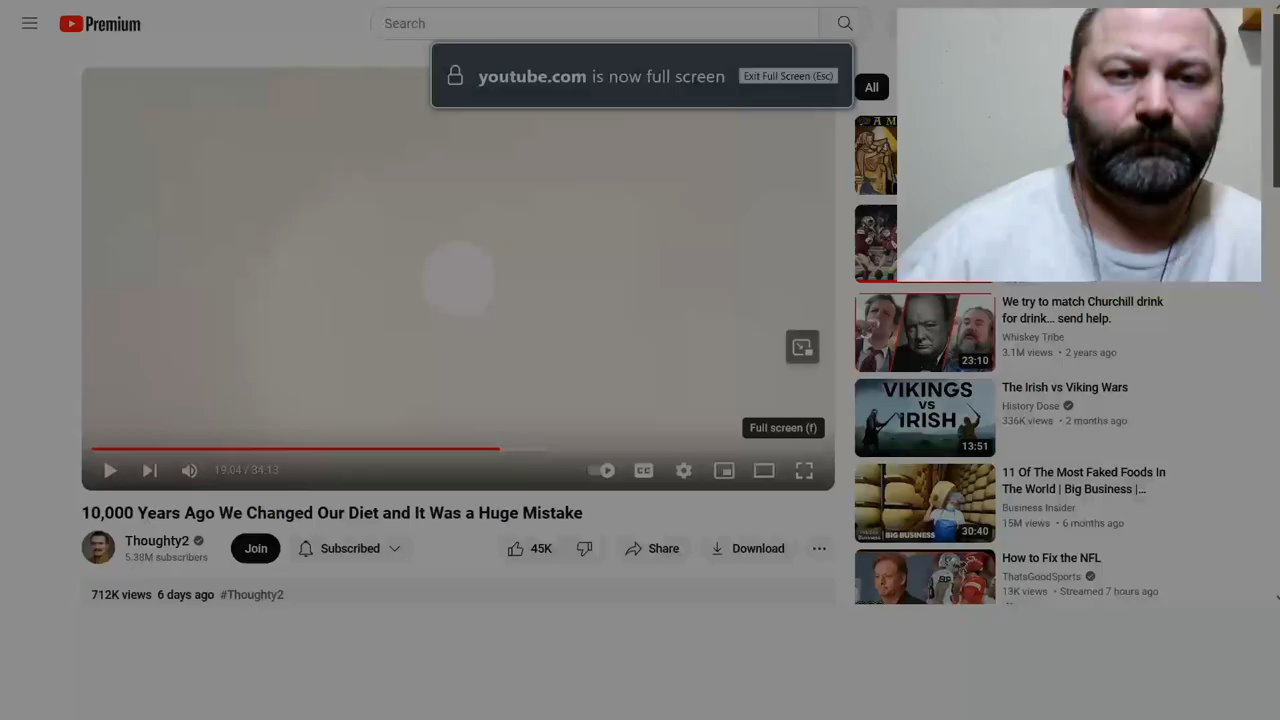 Premium
Search
youtube.com is now full screen
Exit Full Screen (Esc)
All
A M
We try to match Churchill drink
for drink... send help.
Whiskey Tribe
3.1M views • 2 years ago
23:10
VIKINGS
VS
IRISH
13:51
The Irish vs Viking Wars
History Dose
336K views • 2 months ago
11 Of The Most Faked Foods In
The World | Big Business |...
Business Insider
15M views • 6 months ago
BIG BUSINESS
30:40
How to Fix the NFL
ThatsGoodSports
13K views • Streamed 7 hours ago
Full screen (f)
19:04 / 34:13
CC
10,000 Years Ago We Changed Our Diet and It Was a Huge Mistake
Thoughty2
5.38M subscribers
Join
Subscribed
45K
Share
Download
712K views 6 days ago #Thoughty2